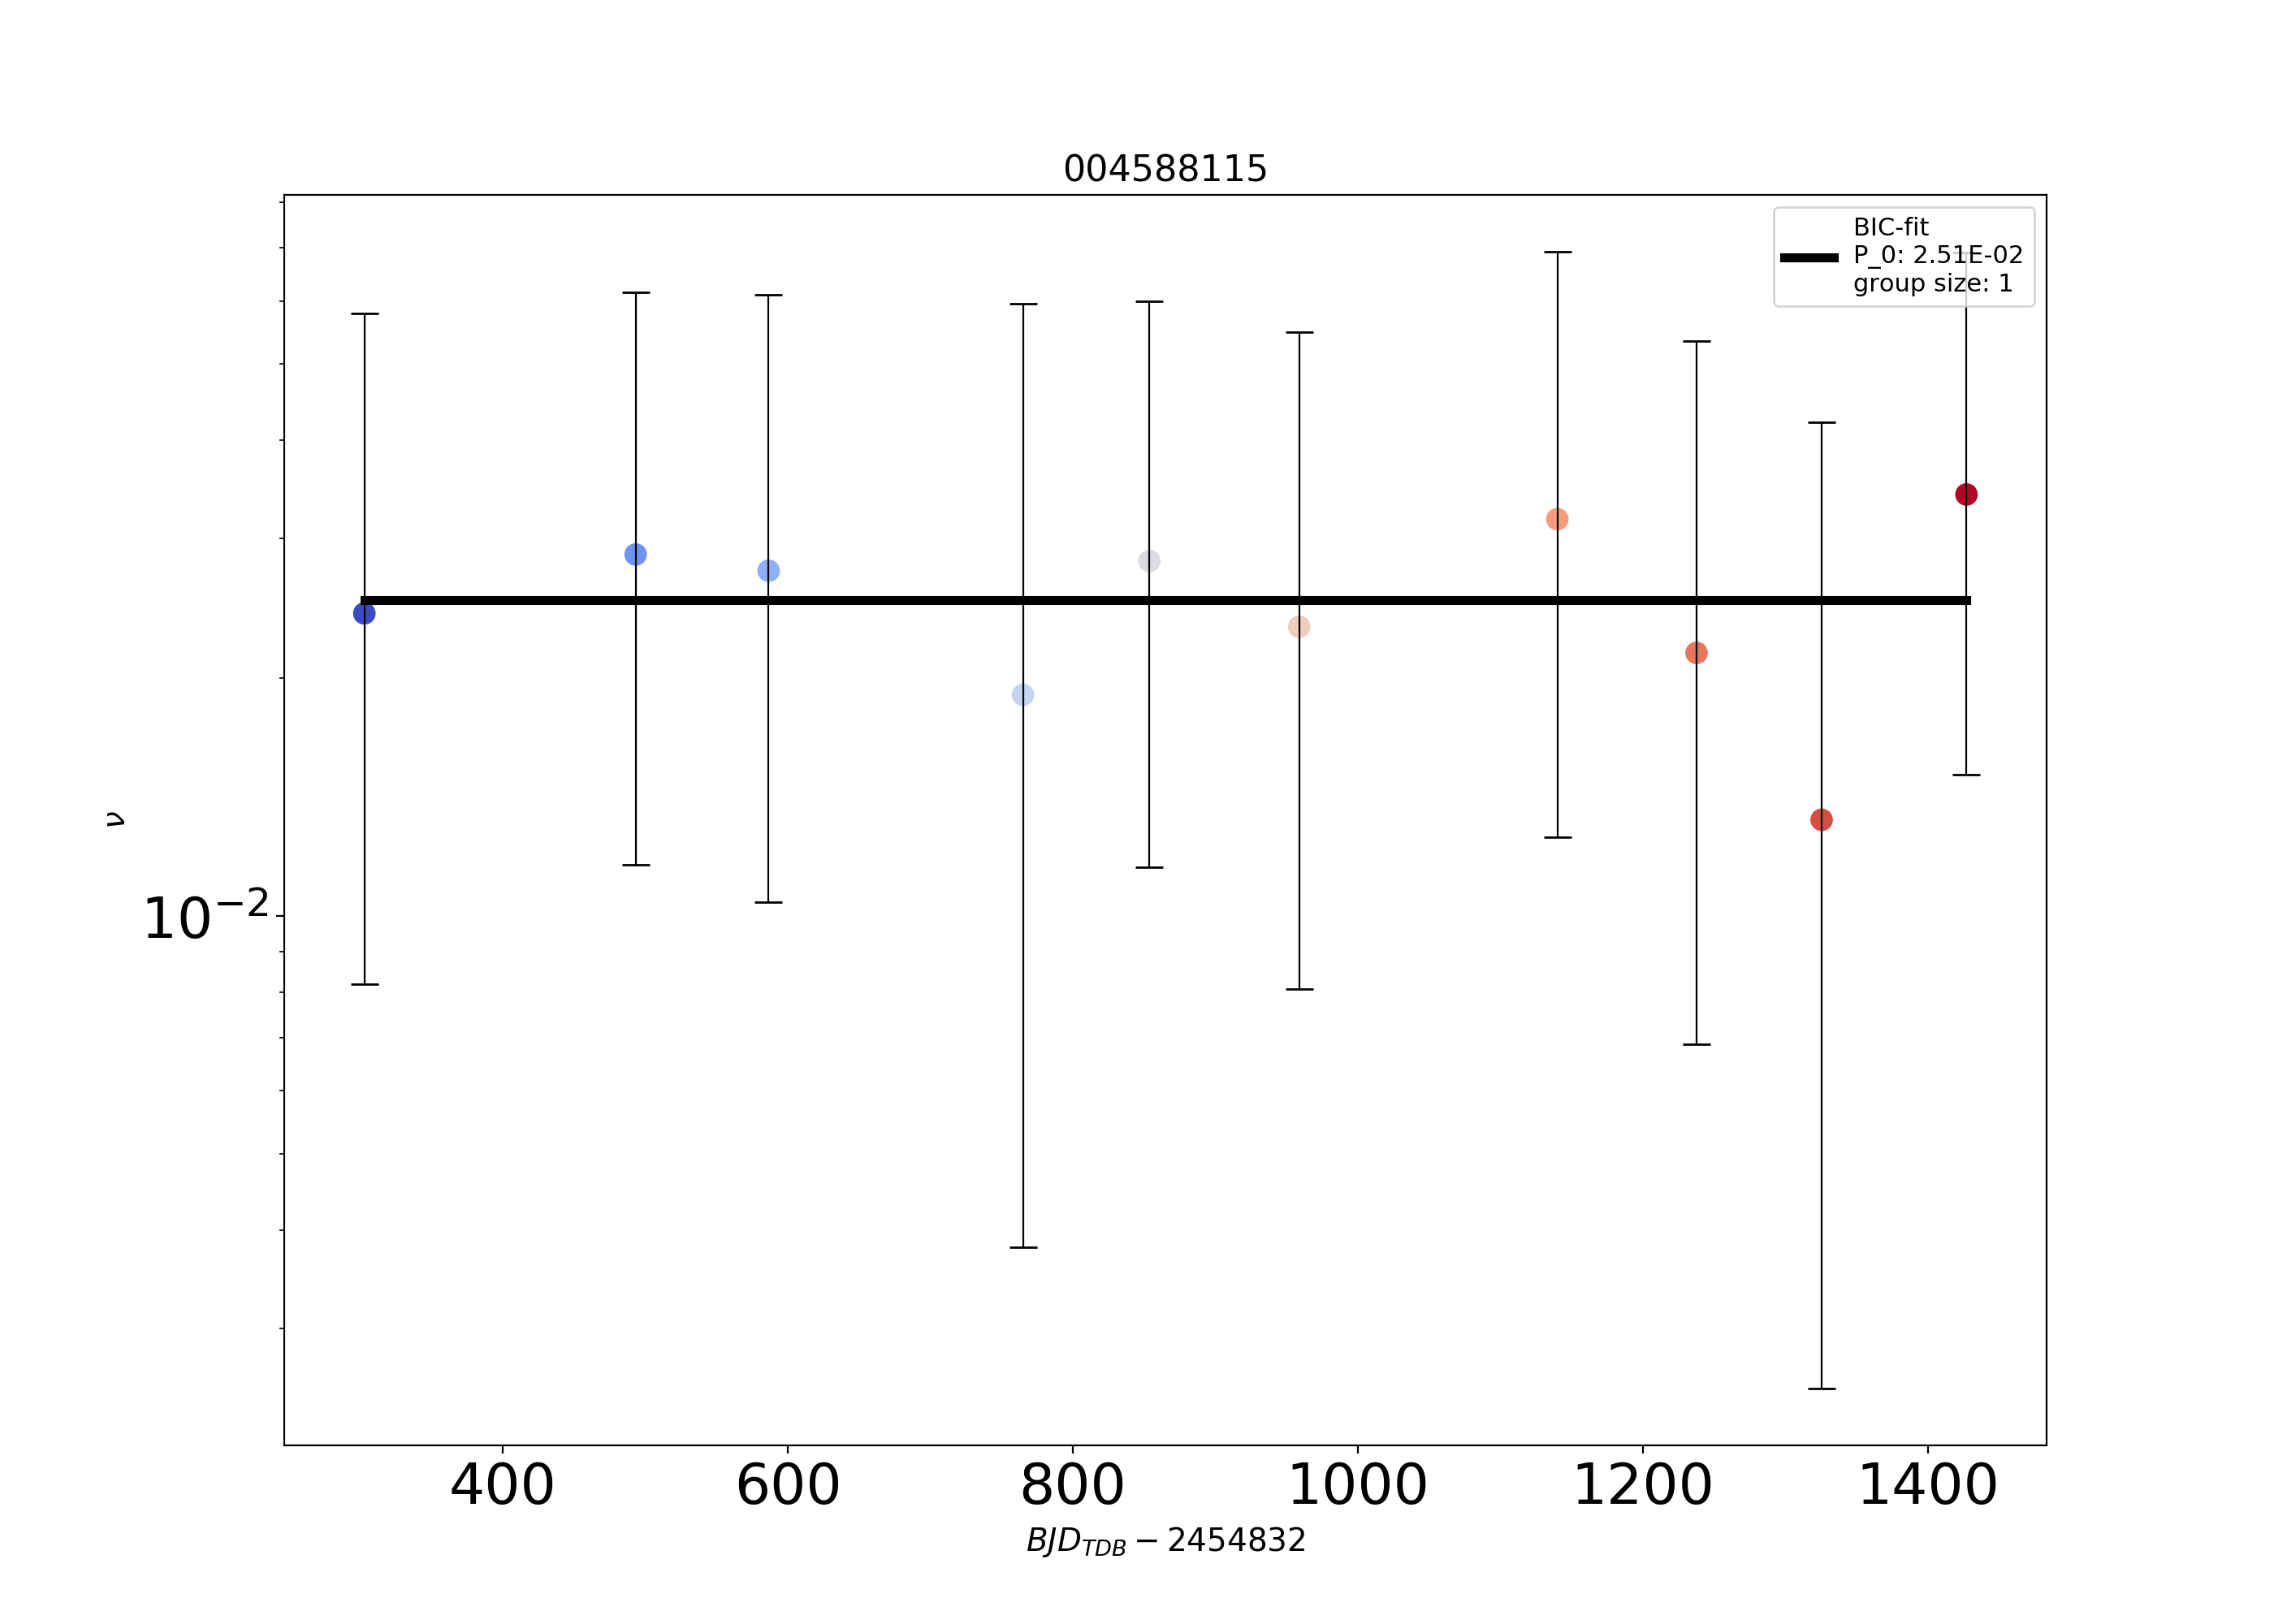 004588115
BIC-fit
P_0: 2.51E-02
group size: 1
ν
10⁻²
400 600 800 1000 1200 1400
BJD_TDB − 2454832